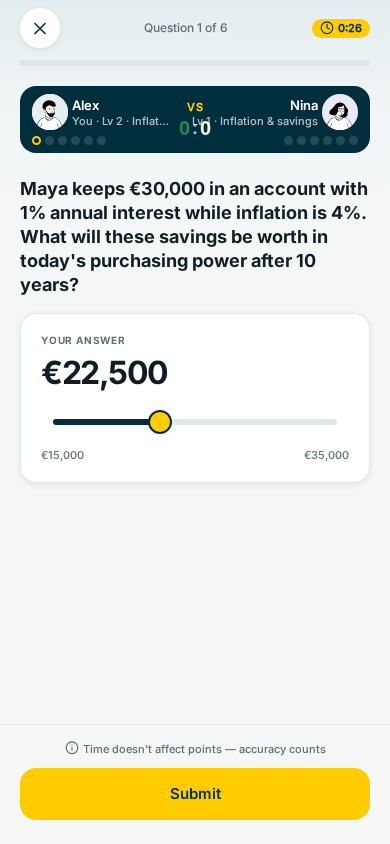 Question 1 of 6
0:26
Alex
VS
Nina
You · Lv 2 · Inflat...
Lv 1 · Inflation & savings
0:0
Maya keeps €30,000 in an account with
1% annual interest while inflation is 4%.
What will these savings be worth in
today's purchasing power after 10
years?
YOUR ANSWER
€22,500
€15,000
€35,000
Time doesn't affect points — accuracy counts
Submit